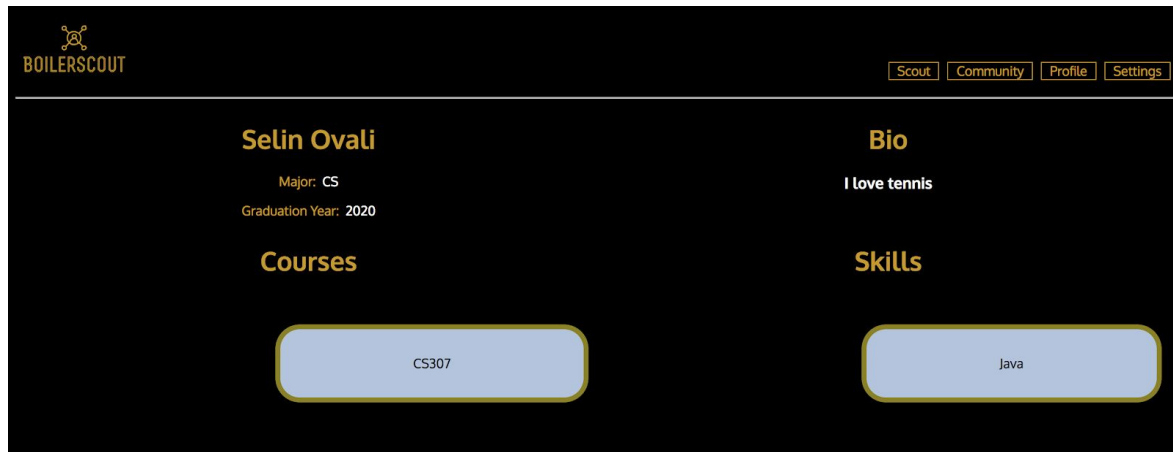 BOILERSCOUT
Scout Community Profile Settings
Selin Ovali
Major: CS
Graduation Year: 2020
Bio
I love tennis
Courses
CS307
Skills
Java